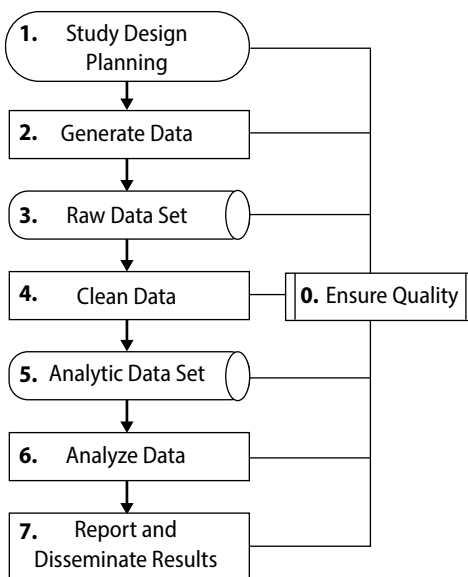 1. Study Design
Planning
2. Generate Data
3. Raw Data Set
4. Clean Data
0. Ensure Quality
5. Analytic Data Set
6. Analyze Data
7. Report and
Disseminate Results